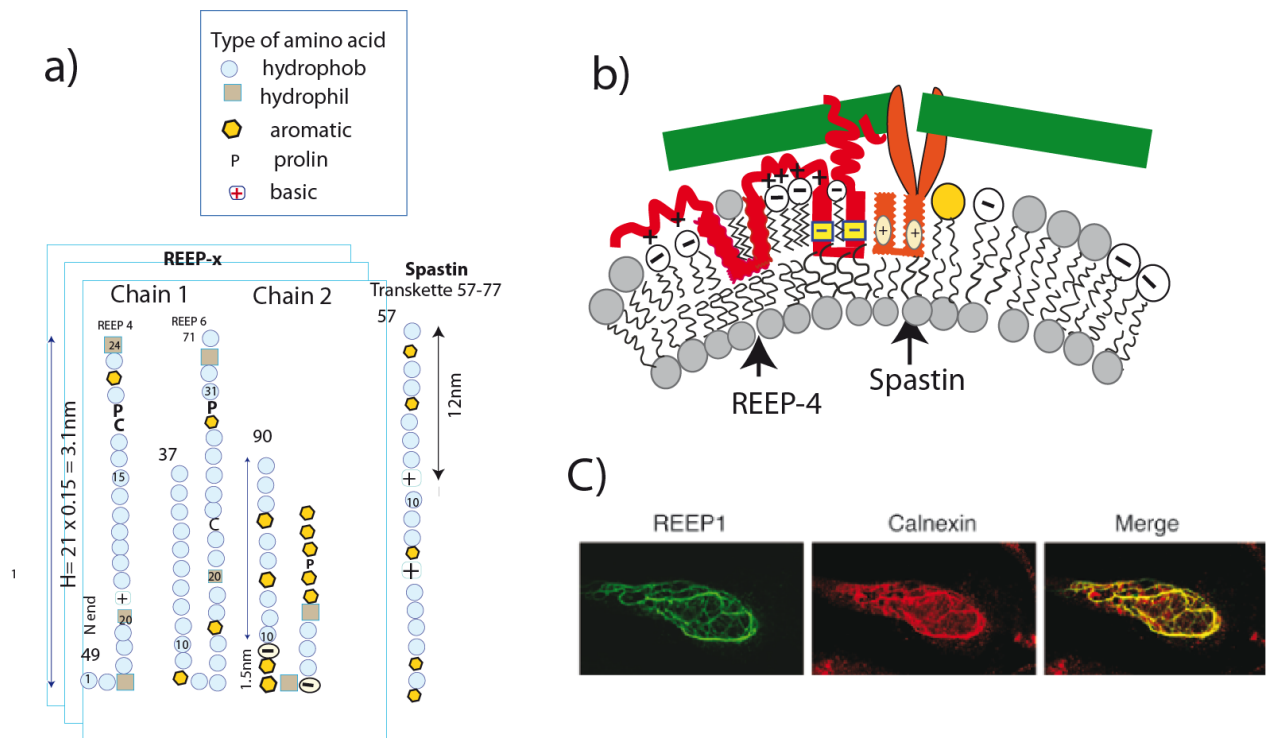 a)
Type of amino acid
hydrophob
hydrophil
aromatic
P prolin
+ basic
REEP-x
Chain 1
Chain 2
Spastin
Transkette 57-77
57
REEP 4
24
P
C
15
+
20
N end
49
1
H= 21 x 0.15 = 3.1nm
1
37
10
REEP 6
71
31
P
C
20
90
1.5nm
10
−
P
−
12nm
+
10
+
b)
+
+
+
+
+
+
+
−
−
−
−
−
−
−
+
+
−
−
−
REEP-4
Spastin
C)
REEP1
Calnexin
Merge